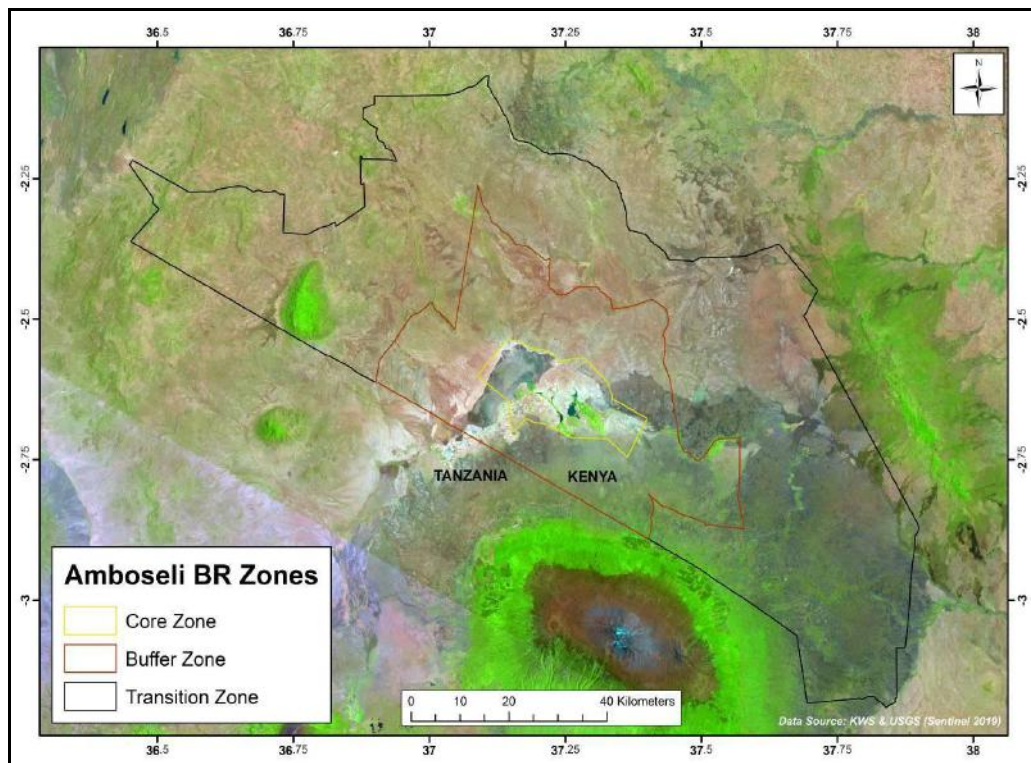 36.5 36.75 37 37.25 37.5 37.75 38
N
-2.25 -2.25
-2.5 -2.5
-2.75 -2.75
TANZANIA KENYA
-3 -3
Amboseli BR Zones
Core Zone
Buffer Zone
Transition Zone
0 10 20 40 Kilometers
Data Source: KWS & USGS (Sentinel 2019)
36.5 36.75 37 37.25 37.5 37.75 38